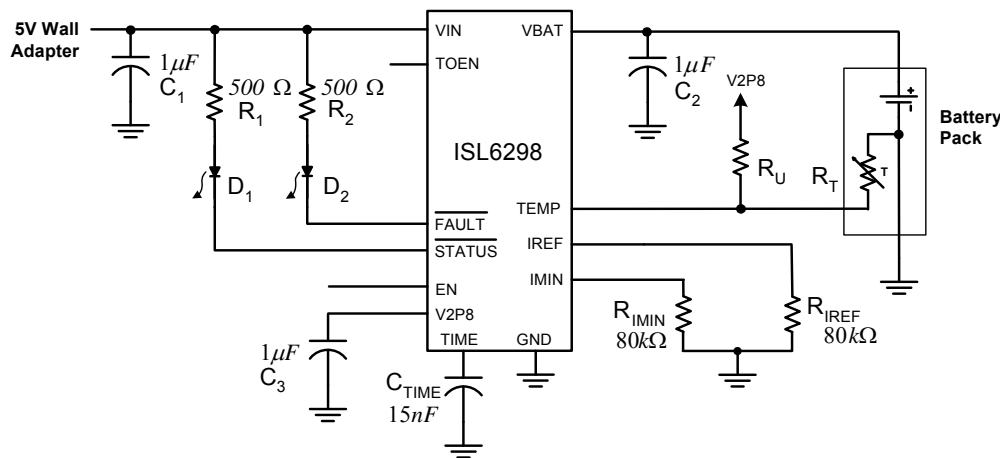 5V Wall
Adapter
1μF
C1
500 Ω
R1
500 Ω
R2
D1
D2
VIN
TOEN
ISL6298
FAULT
STATUS
EN
V2P8
TIME
GND
VBAT
TEMP
IREF
IMIN
1μF
C3
CTIME
15nF
1μF
C2
V2P8
RU
RT
T
+
Battery
Pack
RIMIN
80kΩ
RIREF
80kΩ